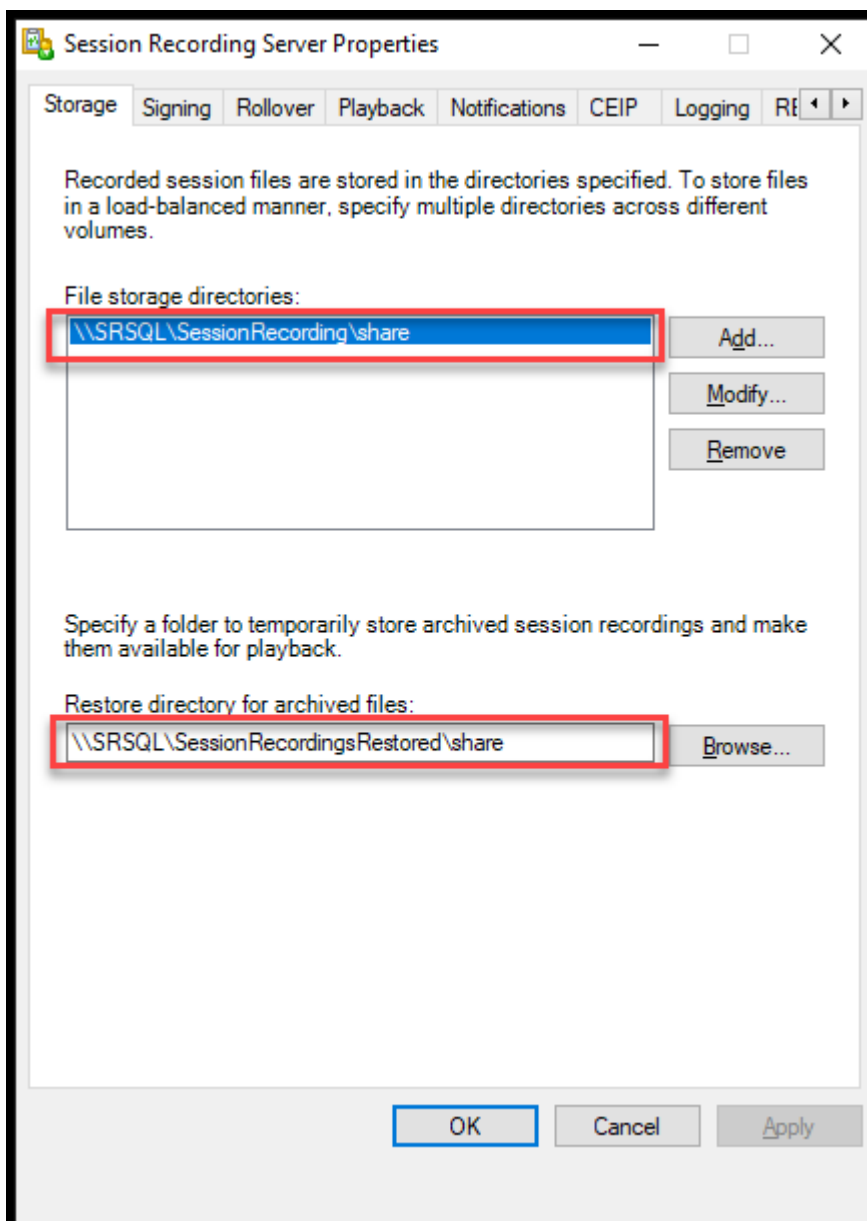 Session Recording Server Properties
Storage Signing Rollover Playback Notifications CEIP Logging RE
Recorded session files are stored in the directories specified. To store files
in a load-balanced manner, specify multiple directories across different
volumes.
File storage directories:
\\SRSQL\SessionRecording\share
Add...
Modify...
Remove
Specify a folder to temporarily store archived session recordings and make
them available for playback.
Restore directory for archived files:
\\SRSQL\SessionRecordingsRestored\share
Browse...
OK Cancel Apply